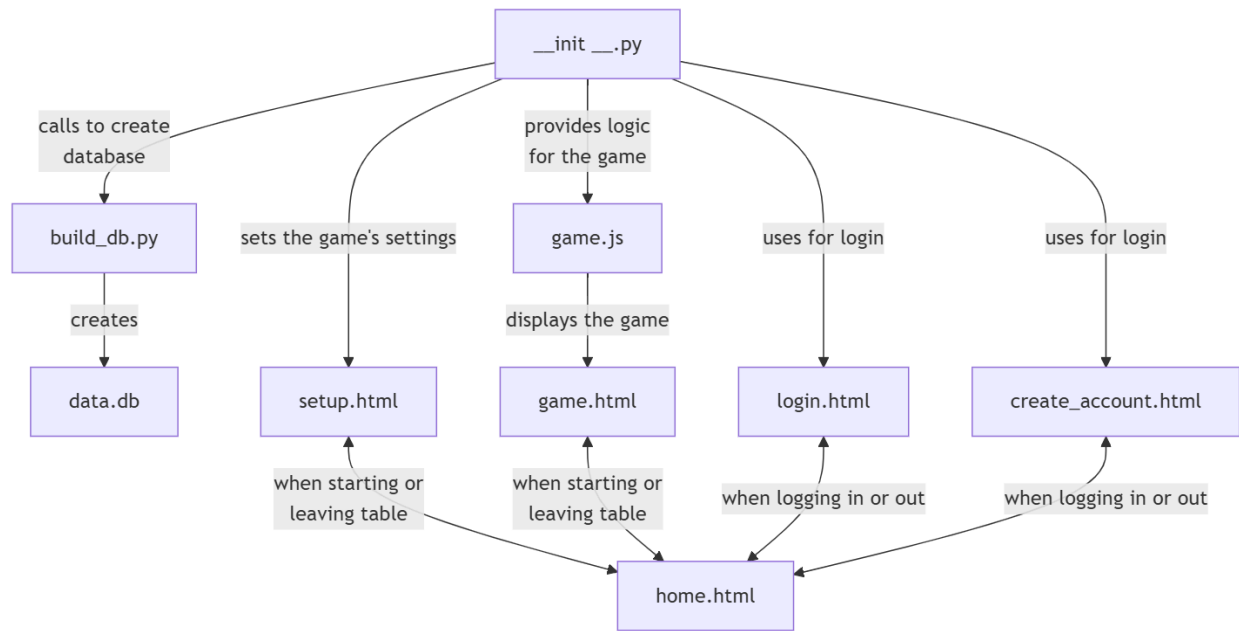 __init __.py
calls to create
database
provides logic
for the game
build_db.py
sets the game's settings
game.js
uses for login
uses for login
creates
displays the game
data.db
setup.html
game.html
login.html
create_account.html
when starting or
leaving table
when starting or
leaving table
when logging in or out
when logging in or out
home.html